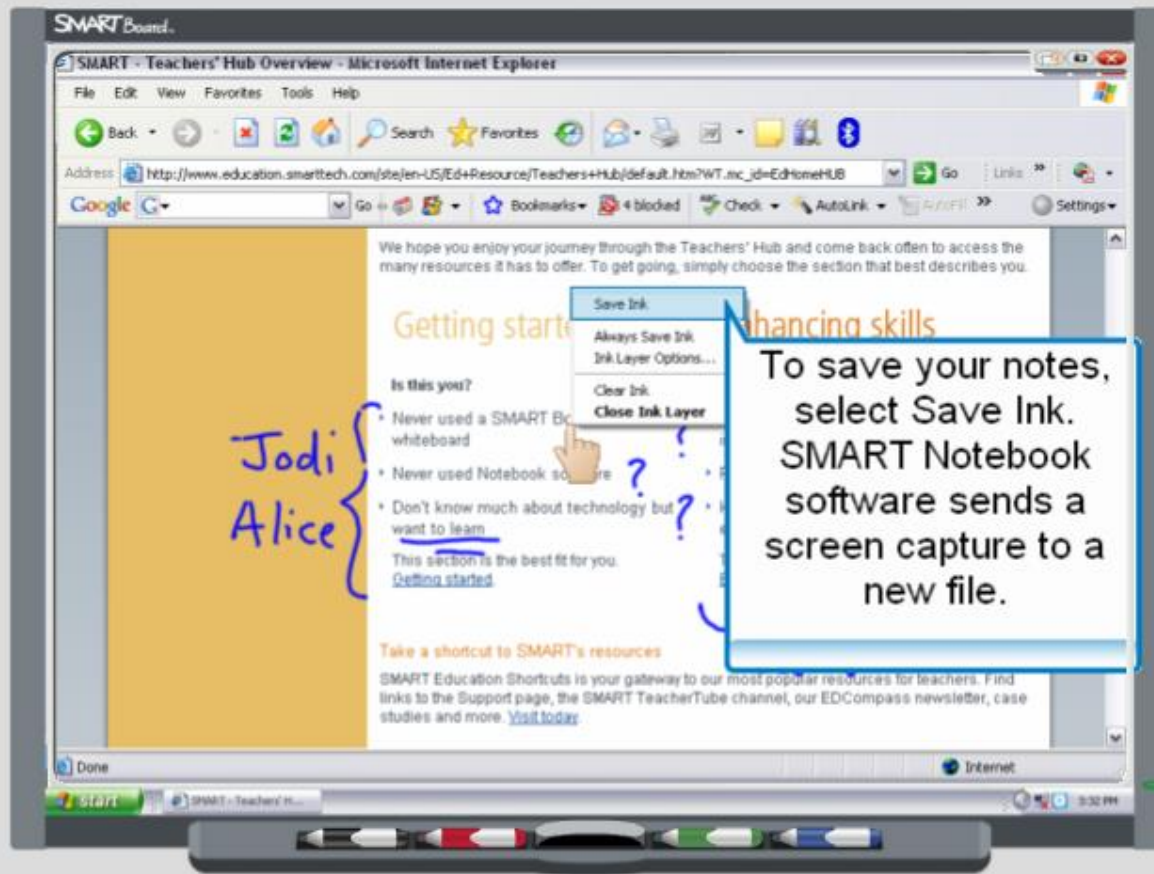 SMART Board™
SMART - Teachers' Hub Overview - Microsoft Internet Explorer
File Edit View Favorites Tools Help
Back Search Favorites
Address http://www.education.smarttech.com/ste/en-US/Ed+Resource/Teachers+Hub/default.htm?WT.mc_id=EdHomeHUB Go Links »
Google G Go Bookmarks 4 blocked Check AutoLink AutoFill » Settings
We hope you enjoy your journey through the Teachers' Hub and come back often to access the
many resources it has to offer. To get going, simply choose the section that best describes you.
Getting starte
hancing skills
Save Ink
Always Save Ink
Ink Layer Options...
Clear Ink
Close Ink Layer
To save your notes,
select Save Ink.
SMART Notebook
software sends a
screen capture to a
new file.
Is this you?
• Never used a SMART Bo
whiteboard
• Never used Notebook so re ?
• Don't know much about technology but ?
want to learn
This section is the best fit for you.
Getting started.
Jodi
Alice
?
Take a shortcut to SMART's resources
SMART Education Shortcuts is your gateway to our most popular resources for teachers. Find
links to the Support page, the SMART TeacherTube channel, our EDCompass newsletter, case
studies and more. Visit today.
Done Internet
start SMART - Teachers' H... 3:32 PM